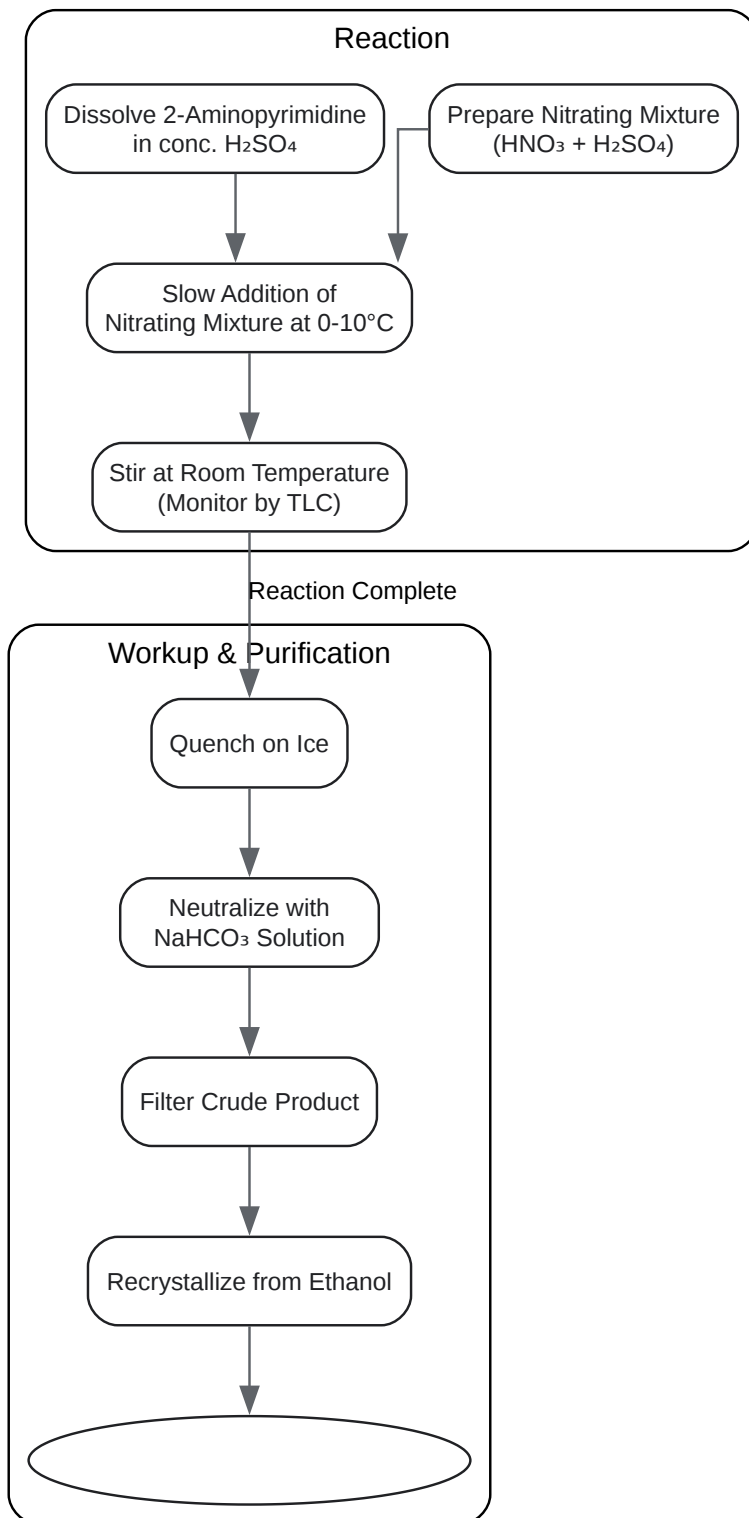 Reaction
Dissolve 2-Aminopyrimidine
in conc. H₂SO₄
Prepare Nitrating Mixture
(HNO₃ + H₂SO₄)
Slow Addition of
Nitrating Mixture at 0-10°C
Stir at Room Temperature
(Monitor by TLC)
Reaction Complete
Workup & Purification
Quench on Ice
Neutralize with
NaHCO₃ Solution
Filter Crude Product
Recrystallize from Ethanol